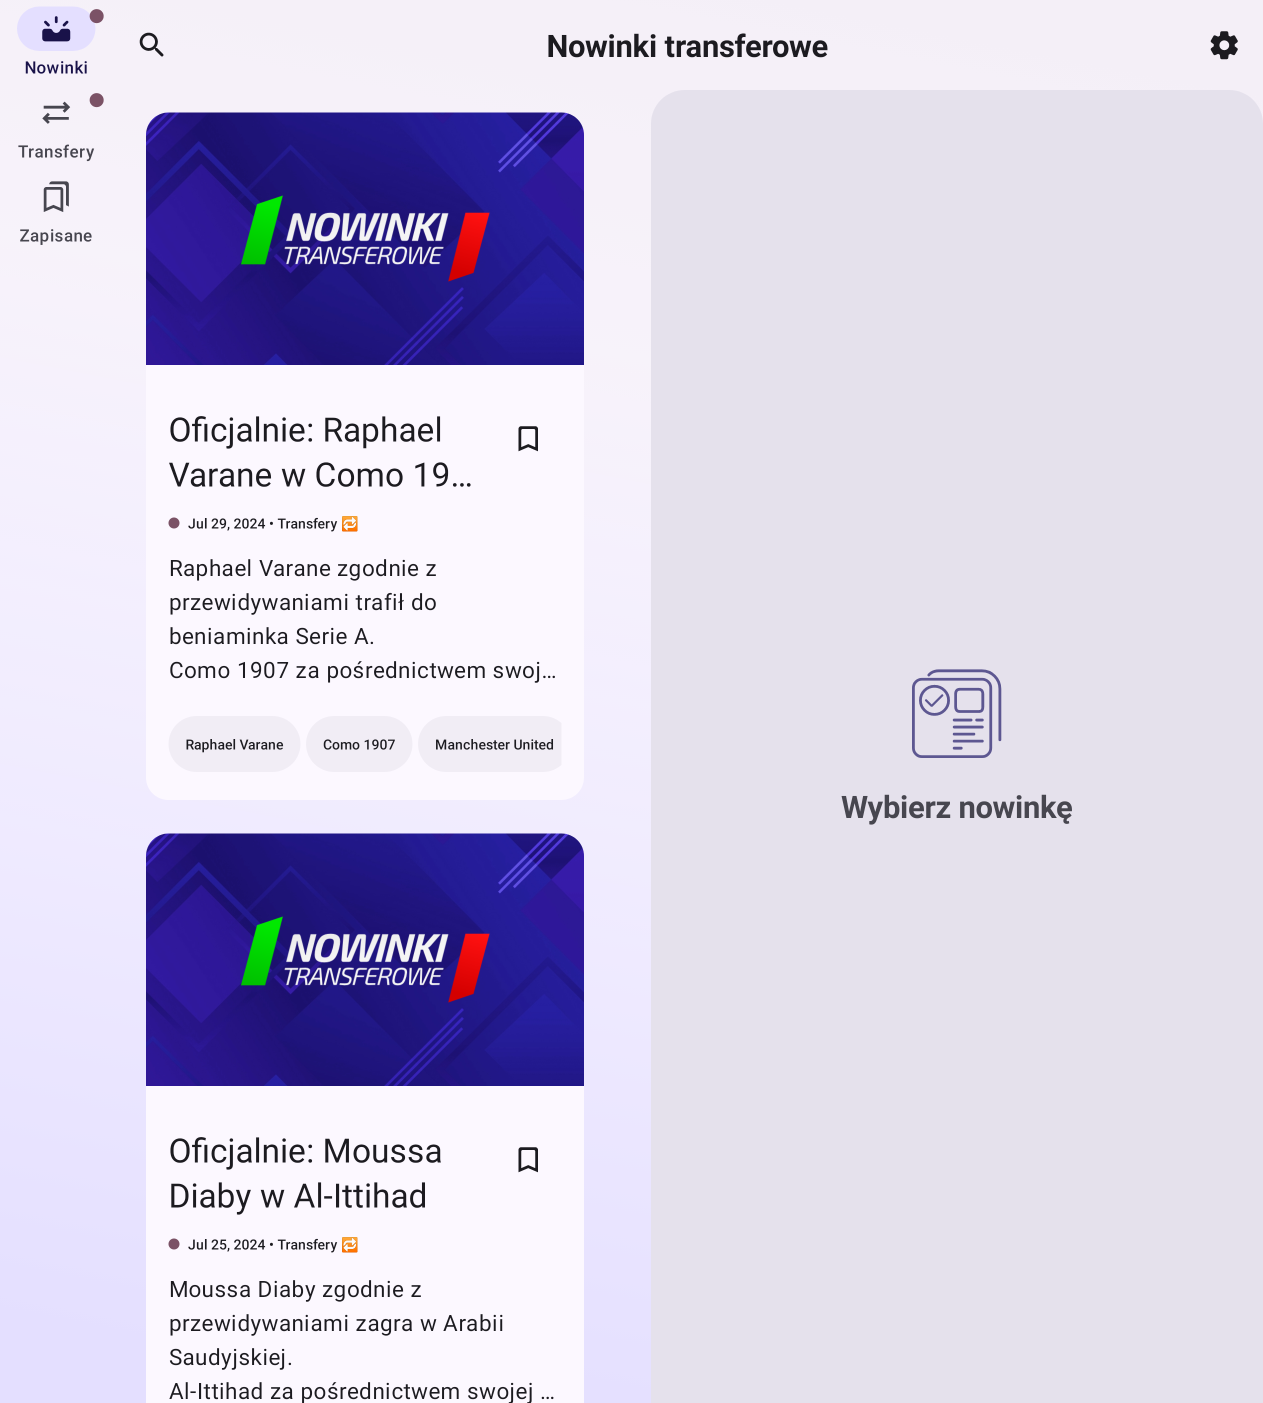 Nowinki
Transfery
Zapisane
Nowinki transferowe
NOWINKI
TRANSFEROWE
Oficjalnie: Raphael
Varane w Como 19...
Jul 29, 2024 • Transfery 🔁
Raphael Varane zgodnie z
przewidywaniami trafił do
beniaminka Serie A.
Como 1907 za pośrednictwem swoj...
Raphael Varane
Como 1907
Manchester United
NOWINKI
TRANSFEROWE
Oficjalnie: Moussa
Diaby w Al-Ittihad
Jul 25, 2024 • Transfery 🔁
Moussa Diaby zgodnie z
przewidywaniami zagra w Arabii
Saudyjskiej.
Al-Ittihad za pośrednictwem swojej ...
Wybierz nowinkę